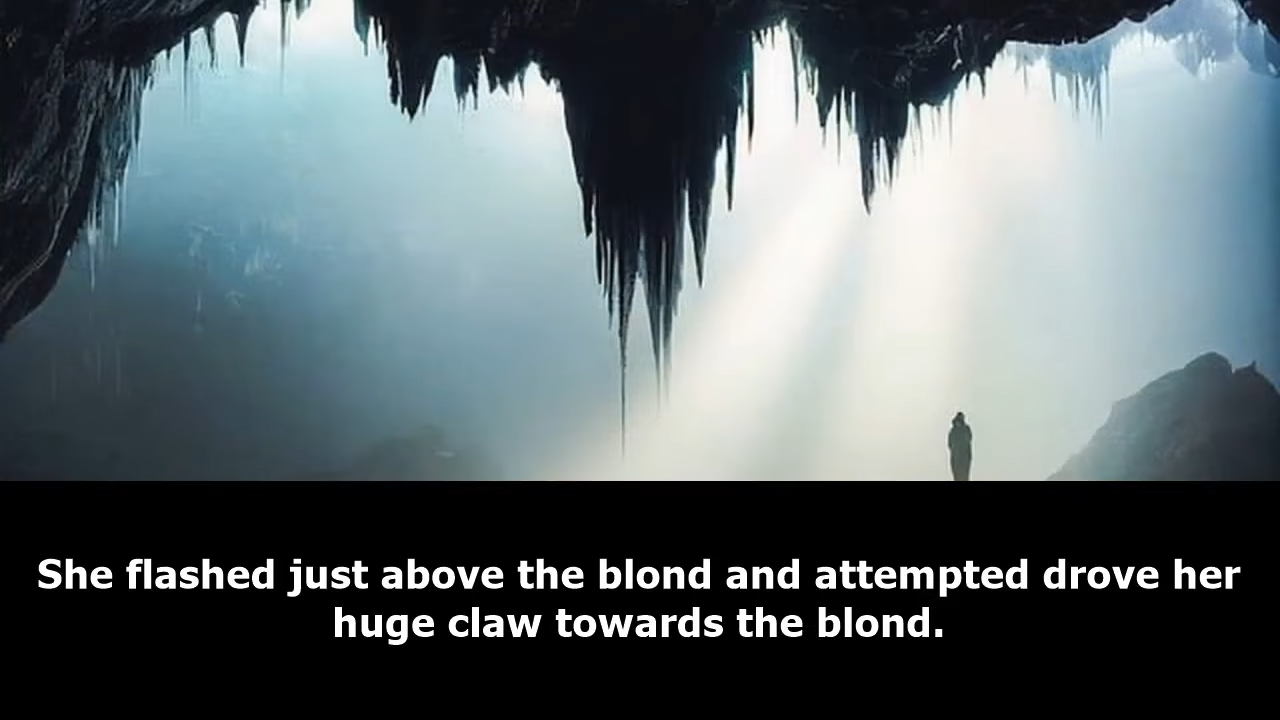 She flashed just above the blond and attempted drove her
huge claw towards the blond.